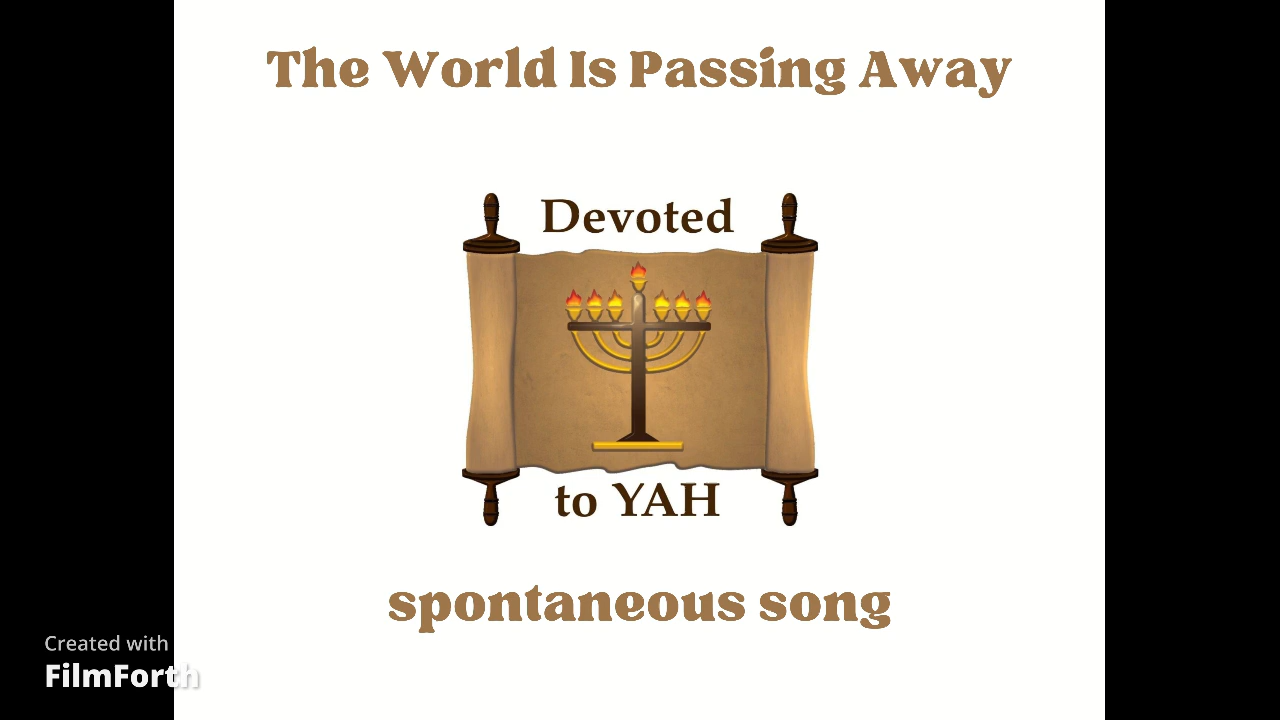 The World Is Passing Away
Devoted
to YAH
spontaneous song
Created with
FilmForth